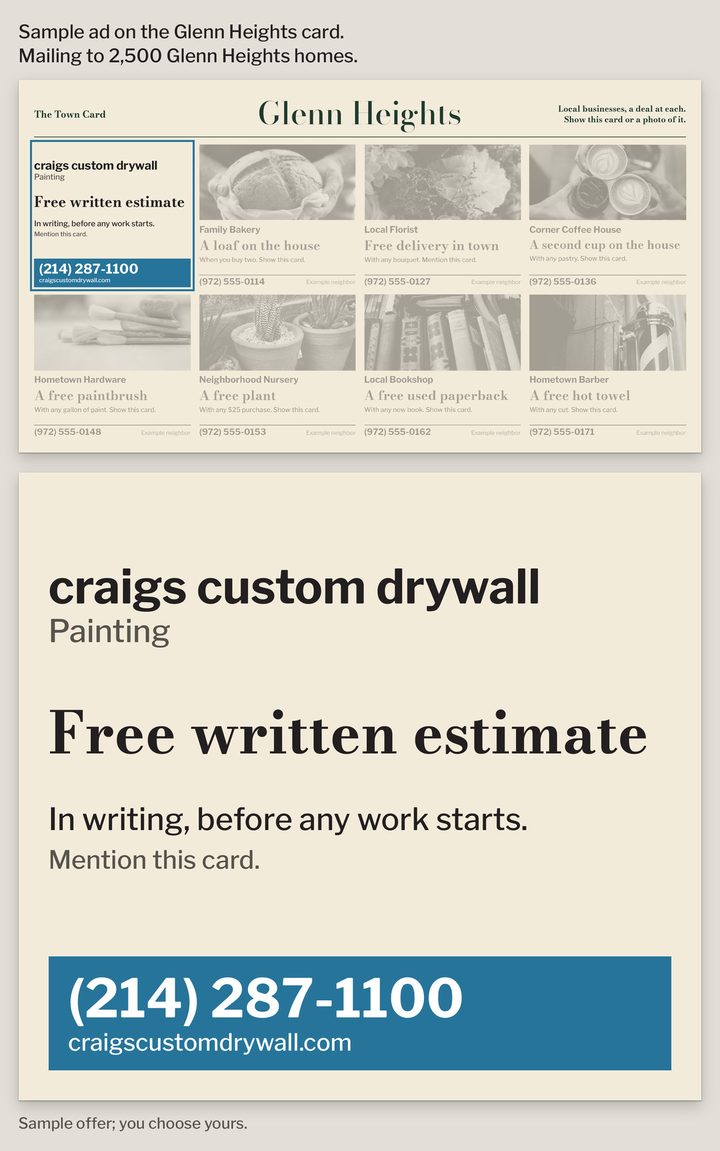 Sample ad on the Glenn Heights card.
Mailing to 2,500 Glenn Heights homes.
The Town Card
Glenn Heights
Local businesses, a deal at each.
Show this card or a photo of it.
craigs custom drywall
Painting
Free written estimate
In writing, before any work starts.
Mention this card.
(214) 287-1100
craigscustomdrywall.com
Family Bakery
A loaf on the house
When you buy two. Show this card.
(972) 555-0114
Example neighbor
Local Florist
Free delivery in town
With any bouquet. Mention this card.
(972) 555-0127
Example neighbor
Corner Coffee House
A second cup on the house
With any pastry. Show this card.
(972) 555-0136
Example neighbor
Hometown Hardware
A free paintbrush
With any gallon of paint. Show this card.
(972) 555-0148
Example neighbor
Neighborhood Nursery
A free plant
With any $25 purchase. Show this card.
(972) 555-0153
Example neighbor
Local Bookshop
A free used paperback
With any new book. Show this card.
(972) 555-0162
Example neighbor
Hometown Barber
A free hot towel
With any cut. Show this card.
(972) 555-0171
Example neighbor
craigs custom drywall
Painting
Free written estimate
In writing, before any work starts.
Mention this card.
(214) 287-1100
craigscustomdrywall.com
Sample offer; you choose yours.